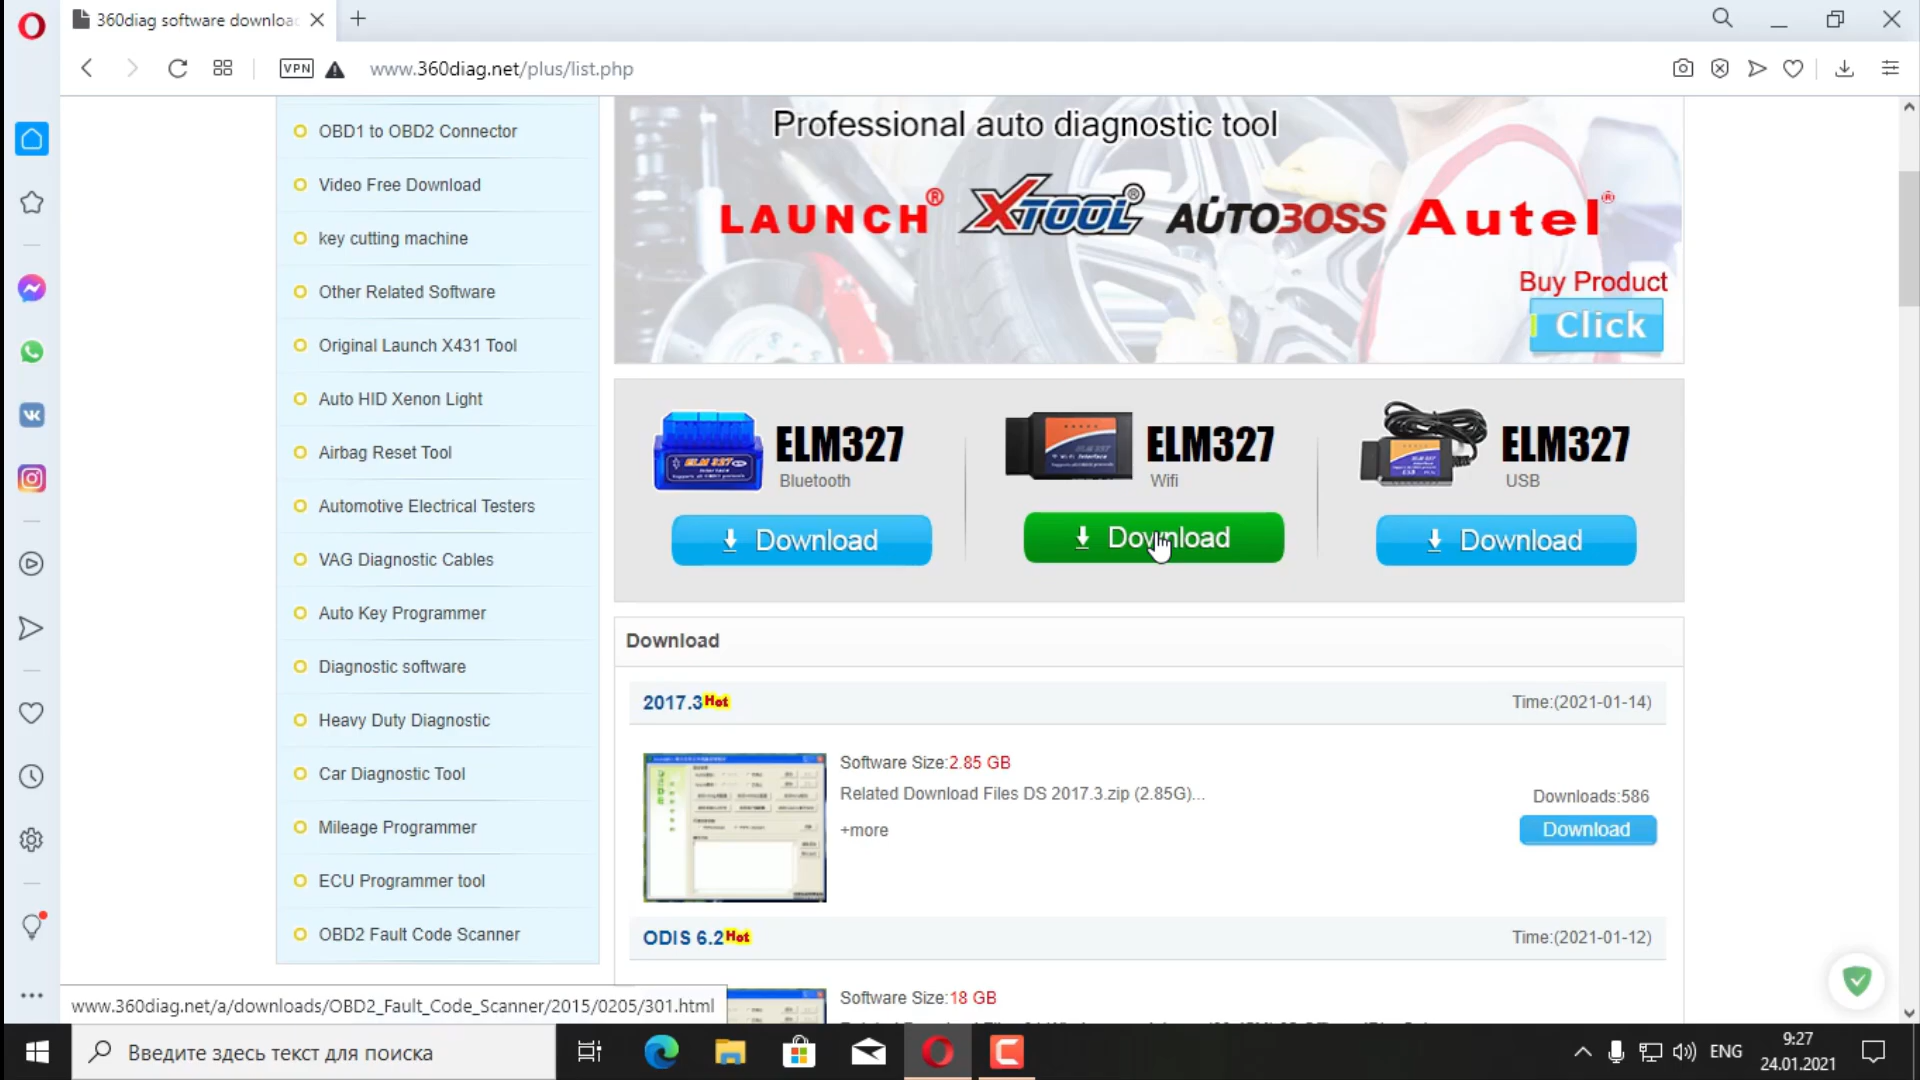 360diag software downloa
VPN
www.360diag.net/plus/list.php
OBD1 to OBD2 Connector
Video Free Download
key cutting machine
Other Related Software
Original Launch X431 Tool
Auto HID Xenon Light
Airbag Reset Tool
Automotive Electrical Testers
VAG Diagnostic Cables
Auto Key Programmer
Diagnostic software
Heavy Duty Diagnostic
Car Diagnostic Tool
Mileage Programmer
ECU Programmer tool
OBD2 Fault Code Scanner
Professional auto diagnostic tool
LAUNCH® XTOOL® AUTOBOSS Autel®
Buy Product
Click
ELM327
Bluetooth
Download
ELM327
Wifi
Download
ELM327
USB
Download
Download
2017.3Hot Time:(2021-01-14)
Software Size:2.85 GB
Related Download Files DS 2017.3.zip (2.85G)...
+more
Downloads:586
Download
ODIS 6.2Hot Time:(2021-01-12)
Software Size:18 GB
www.360diag.net/a/downloads/OBD2_Fault_Code_Scanner/2015/0205/301.html
Введите здесь текст для поиска
ENG
9:27
24.01.2021